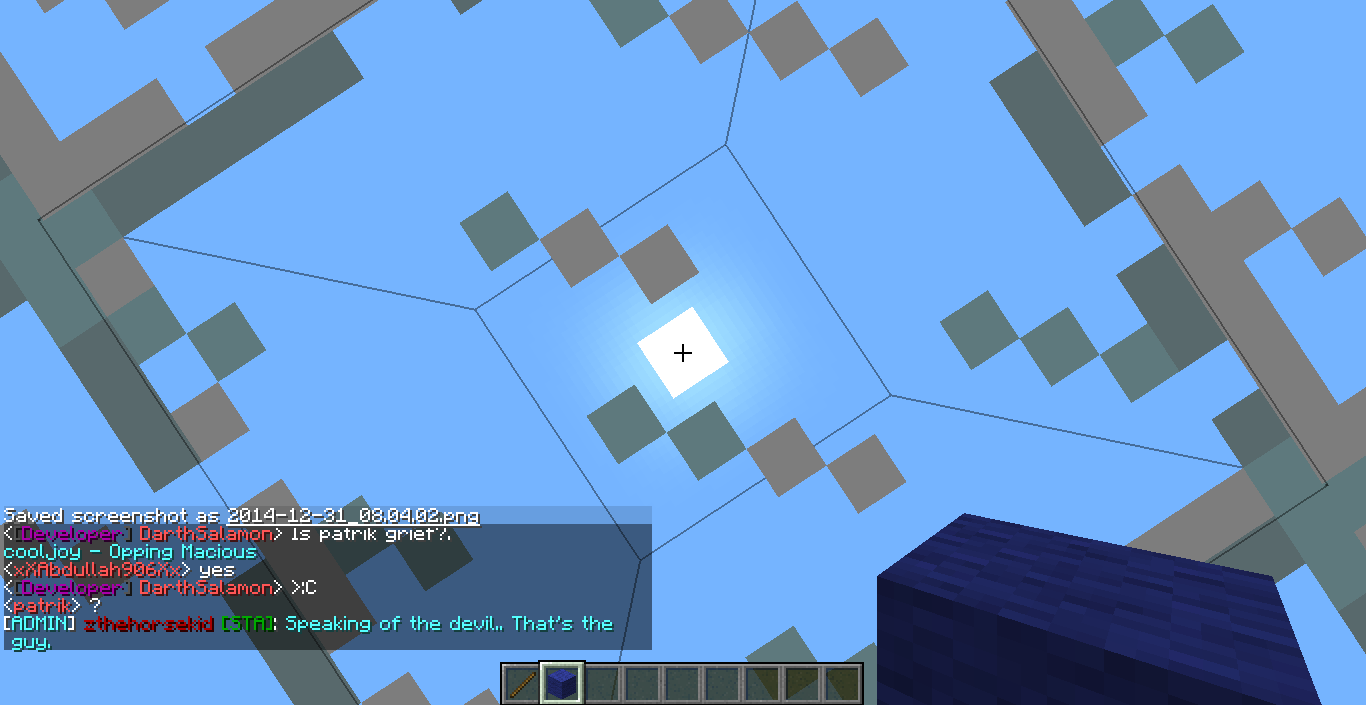 Saved screenshot as 2014-12-31_08.04.02.png
<[Developer] DarthSalamon> Is patrik grief?.
cooljoy - Opping Macious
<xXAbdullah906Xx> yes
<[Developer] DarthSalamon> >:C
<patrik> ?
[ADMIN] zthehorsekid [STA]: Speaking of the devil.. That's the
guy.